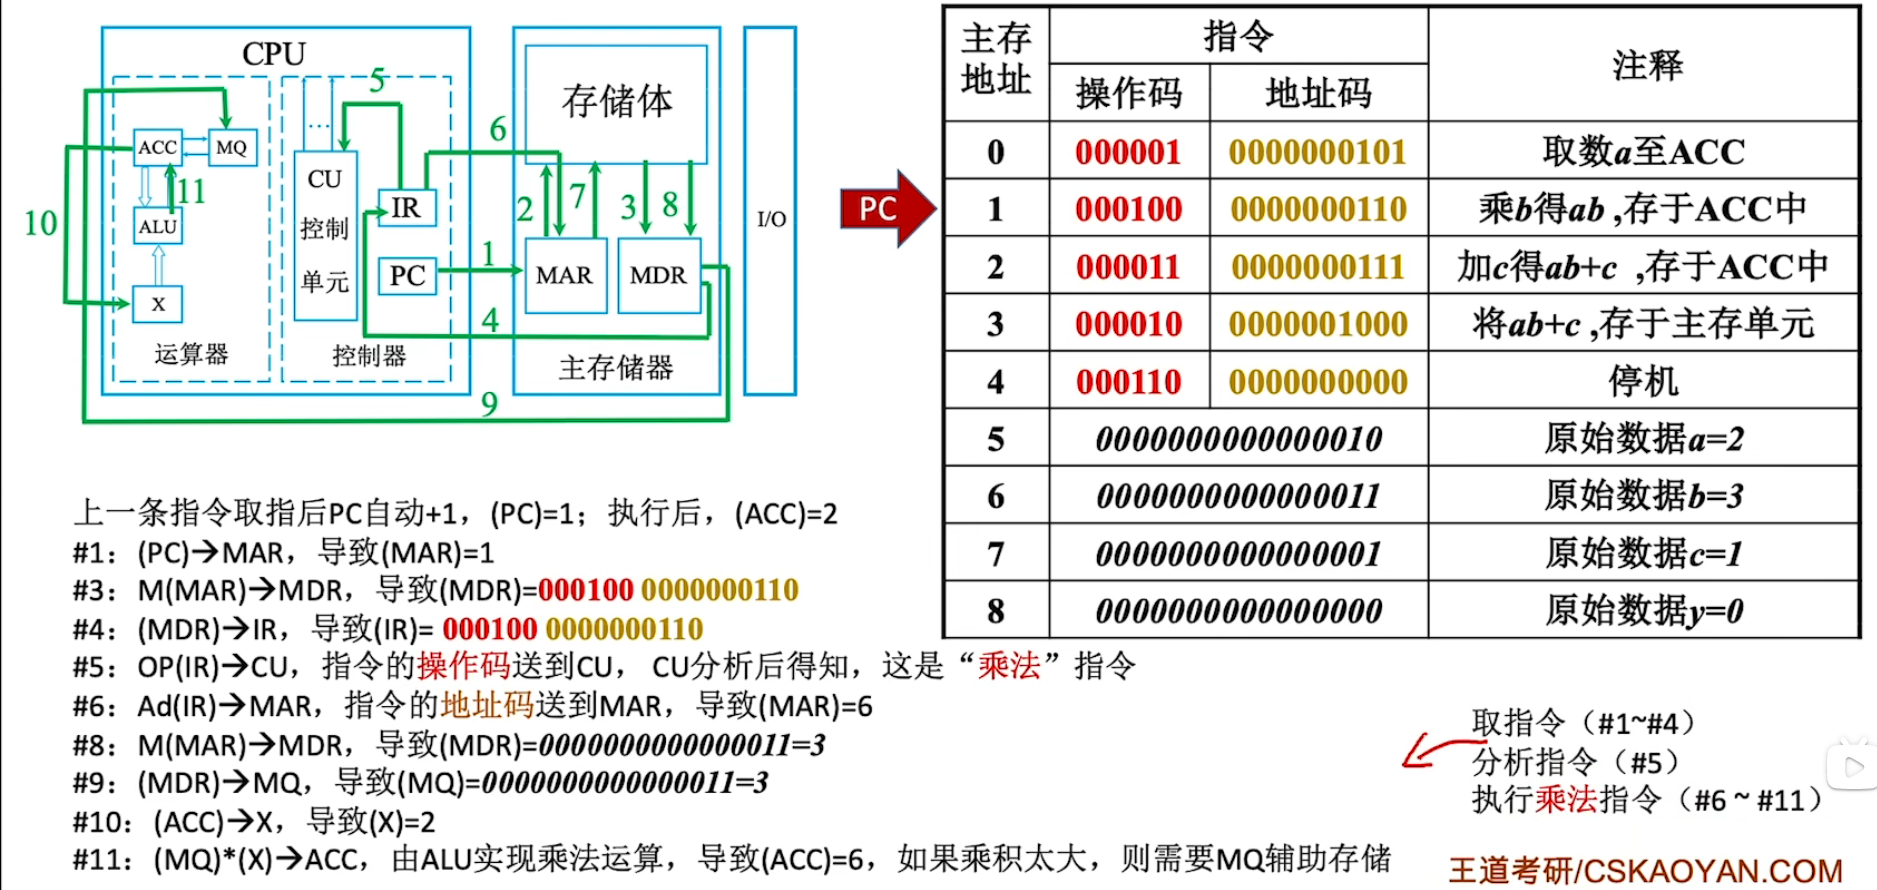 CPU
5
6
存储体
ACC
MQ
...
11
CU
控制
单元
IR
2
7
3
8
10
ALU
PC
1
MAR
MDR
I/O
X
4
运算器
控制器
主存储器
9
PC
主存地址 指令 注释
操作码 地址码
0 000001 0000000101 取数a至ACC
1 000100 0000000110 乘b得ab ,存于ACC中
2 000011 0000000111 加c得ab+c ,存于ACC中
3 000010 0000001000 将ab+c ,存于主存单元
4 000110 0000000000 停机
5 0000000000000010 原始数据a=2
6 0000000000000011 原始数据b=3
7 0000000000000001 原始数据c=1
8 0000000000000000 原始数据y=0
上一条指令取指后PC自动+1，(PC)=1；执行后，(ACC)=2
#1：(PC)→MAR，导致(MAR)=1
#3：M(MAR)→MDR，导致(MDR)=000100 0000000110
#4：(MDR)→IR，导致(IR)= 000100 0000000110
#5：OP(IR)→CU，指令的操作码送到CU， CU分析后得知，这是“乘法”指令
#6：Ad(IR)→MAR，指令的地址码送到MAR，导致(MAR)=6
#8：M(MAR)→MDR，导致(MDR)=0000000000000011=3
#9：(MDR)→MQ，导致(MQ)=0000000000000011=3
#10：(ACC)→X，导致(X)=2
#11：(MQ)*(X)→ACC，由ALU实现乘法运算，导致(ACC)=6，如果乘积太大，则需要MQ辅助存储
取指令（#1~#4）
分析指令（#5）
执行乘法指令（#6 ~ #11）
王道考研/CSKAOYAN.COM